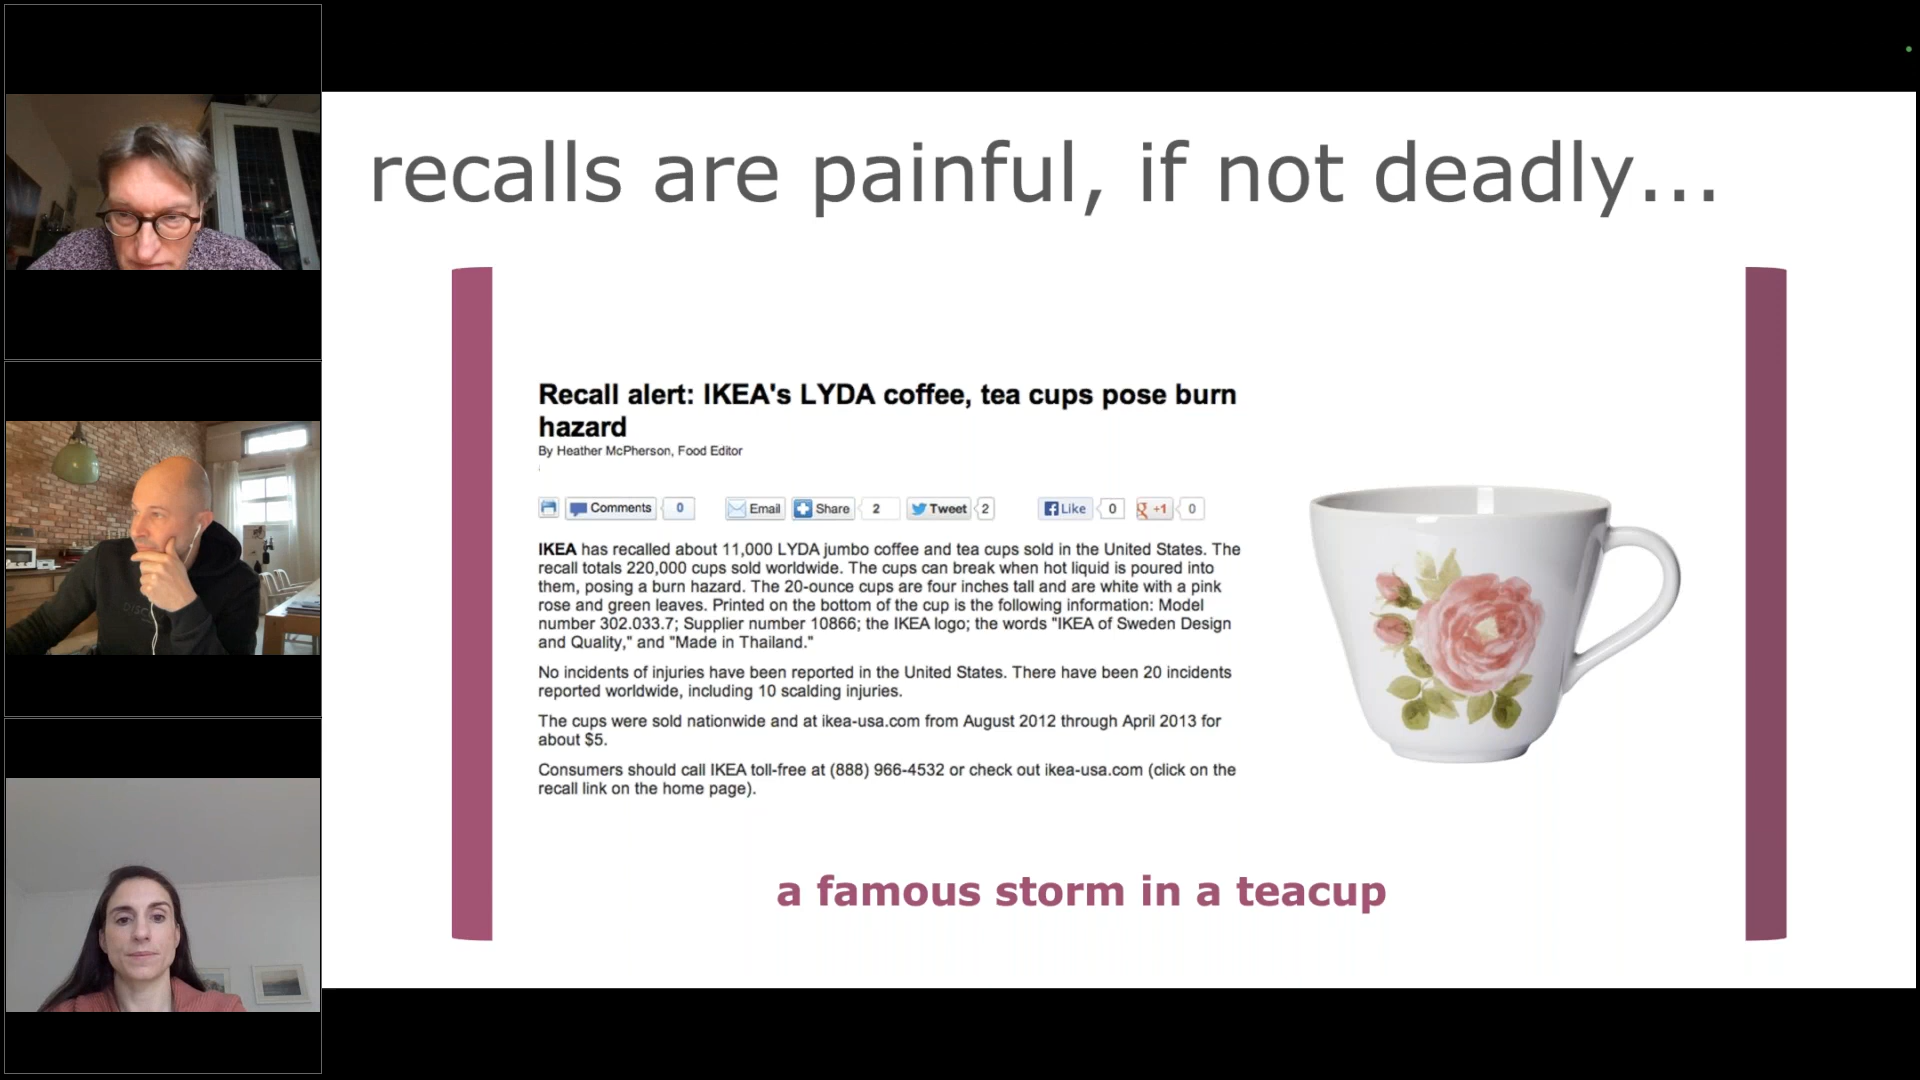 recalls are painful, if not deadly...
Recall alert: IKEA's LYDA coffee, tea cups pose burn
hazard
By Heather McPherson, Food Editor
Comments 0 Email Share 2 Tweet 2 Like 0 +1 0
IKEA has recalled about 11,000 LYDA jumbo coffee and tea cups sold in the United States. The
recall totals 220,000 cups sold worldwide. The cups can break when hot liquid is poured into
them, posing a burn hazard. The 20-ounce cups are four inches tall and are white with a pink
rose and green leaves. Printed on the bottom of the cup is the following information: Model
number 302.033.7; Supplier number 10866; the IKEA logo; the words "IKEA of Sweden Design
and Quality," and "Made in Thailand."
No incidents of injuries have been reported in the United States. There have been 20 incidents
reported worldwide, including 10 scalding injuries.
The cups were sold nationwide and at ikea-usa.com from August 2012 through April 2013 for
about $5.
Consumers should call IKEA toll-free at (888) 966-4532 or check out ikea-usa.com (click on the
recall link on the home page).
a famous storm in a teacup